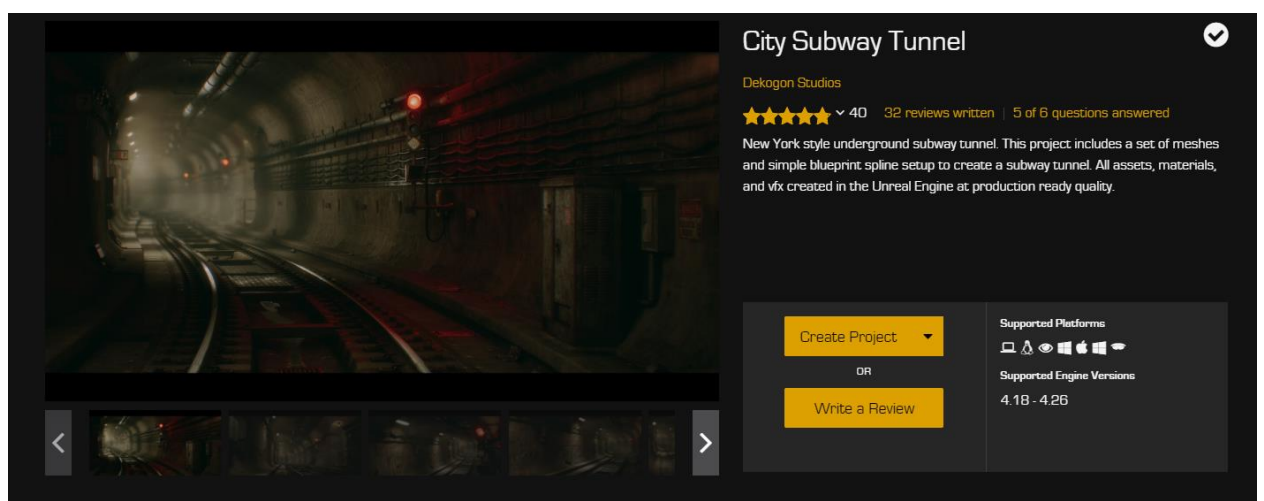 City Subway Tunnel
Dekogon Studios
40 32 reviews written | 5 of 6 questions answered
New York style underground subway tunnel. This project includes a set of meshes
and simple blueprint spline setup to create a subway tunnel. All assets, materials,
and vfx created in the Unreal Engine at production ready quality.
Create Project
OR
Write a Review
Supported Platforms
Supported Engine Versions
4.18 - 4.26